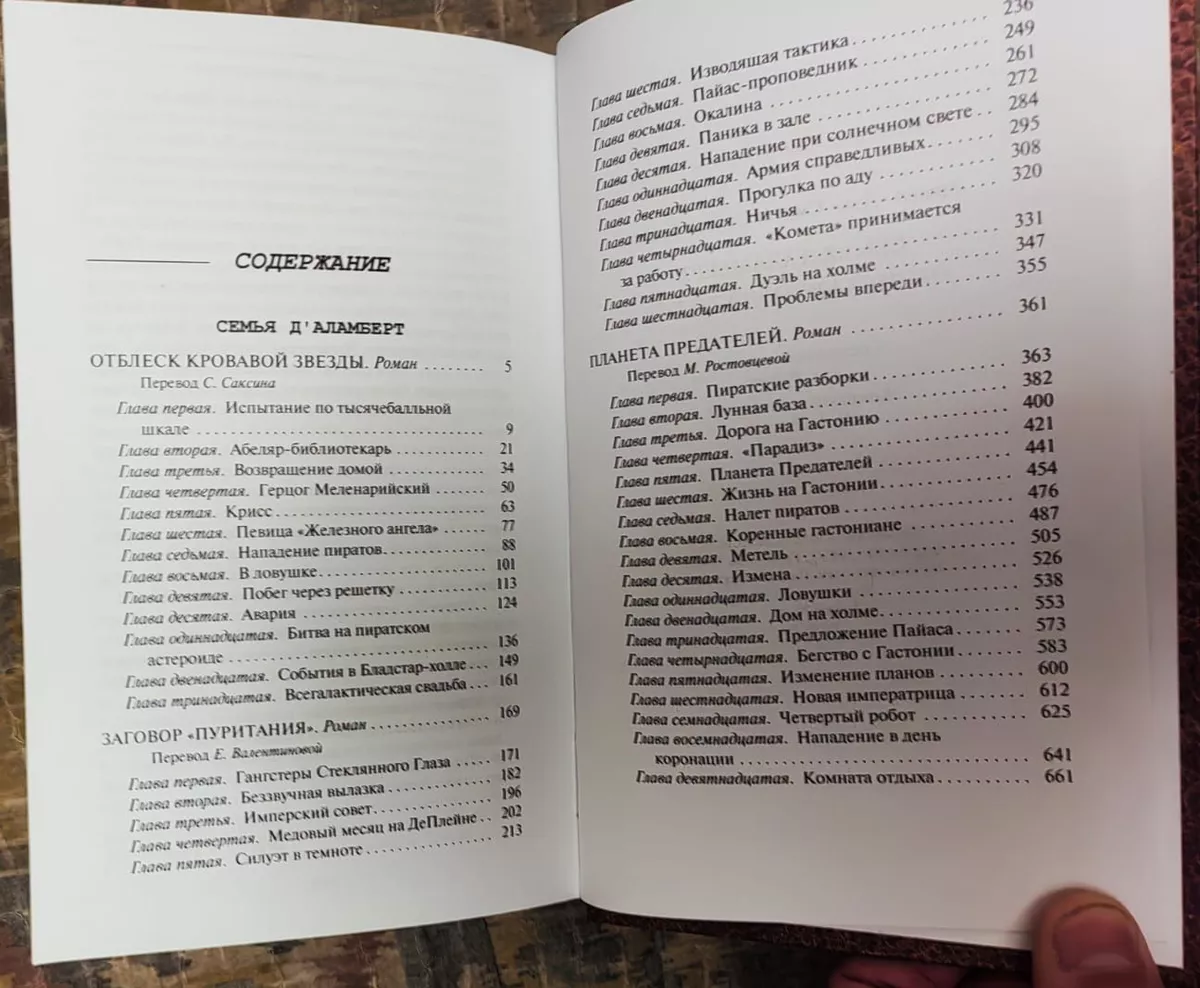 СОДЕРЖАНИЕ
СЕМЬЯ Д'АЛАМБЕРТ
ОТБЛЕСК КРОВАВОЙ ЗВЕЗДЫ. Роман ........ 5
Перевод С. Саксина
Глава первая. Испытание по тысячебалльной
шкале ........ 9
Глава вторая. Абеляр-библиотекарь ........ 21
Глава третья. Возвращение домой ........ 34
Глава четвертая. Герцог Меленарийский ........ 50
Глава пятая. Крисс ........ 63
Глава шестая. Певица «Железного ангела» ........ 77
Глава седьмая. Нападение пиратов ........ 88
Глава восьмая. В ловушке ........ 101
Глава девятая. Побег через решетку ........ 113
Глава десятая. Авария ........ 124
Глава одиннадцатая. Битва на пиратском
астероиде ........ 136
Глава двенадцатая. События в Бладстар-холле ... 149
Глава тринадцатая. Всегалактическая свадьба ... 161
ЗАГОВОР «ПУРИТАНИЯ». Роман ........ 169
Перевод Е. Валентиновой
Глава первая. Гангстеры Стеклянного Глаза ..... 171
Глава вторая. Беззвучная вылазка ........ 182
Глава третья. Имперский совет ........ 196
Глава четвертая. Медовый месяц на ДеПлейне .. 202
Глава пятая. Силуэт в темноте ........ 213
Глава шестая. Изводящая тактика ........ 236
Глава седьмая. Пайас-проповедник ........ 249
Глава восьмая. Окалина ........ 261
Глава девятая. Паника в зале ........ 272
Глава десятая. Нападение при солнечном свете .. 284
Глава одиннадцатая. Армия справедливых ........ 295
Глава двенадцатая. Прогулка по аду ........ 308
Глава тринадцатая. Ничья ........ 320
Глава четырнадцатая. «Комета» принимается
за работу ........ 331
Глава пятнадцатая. Дуэль на холме ........ 347
Глава шестнадцатая. Проблемы впереди ........ 355
ПЛАНЕТА ПРЕДАТЕЛЕЙ. Роман ........ 361
Перевод М. Ростовцевой
Глава первая. Пиратские разборки ........ 363
Глава вторая. Лунная база ........ 382
Глава третья. Дорога на Гастонию ........ 400
Глава четвертая. «Парадиз» ........ 421
Глава пятая. Планета Предателей ........ 441
Глава шестая. Жизнь на Гастонии ........ 454
Глава седьмая. Налет пиратов ........ 476
Глава восьмая. Коренные гастониане ........ 487
Глава девятая. Метель ........ 505
Глава десятая. Измена ........ 526
Глава одиннадцатая. Ловушки ........ 538
Глава двенадцатая. Дом на холме ........ 553
Глава тринадцатая. Предложение Пайаса ........ 573
Глава четырнадцатая. Бегство с Гастонии ........ 583
Глава пятнадцатая. Изменение планов ........ 600
Глава шестнадцатая. Новая императрица ........ 612
Глава семнадцатая. Четвертый робот ........ 625
Глава восемнадцатая. Нападение в день
коронации ........ 641
Глава девятнадцатая. Комната отдыха ........ 661